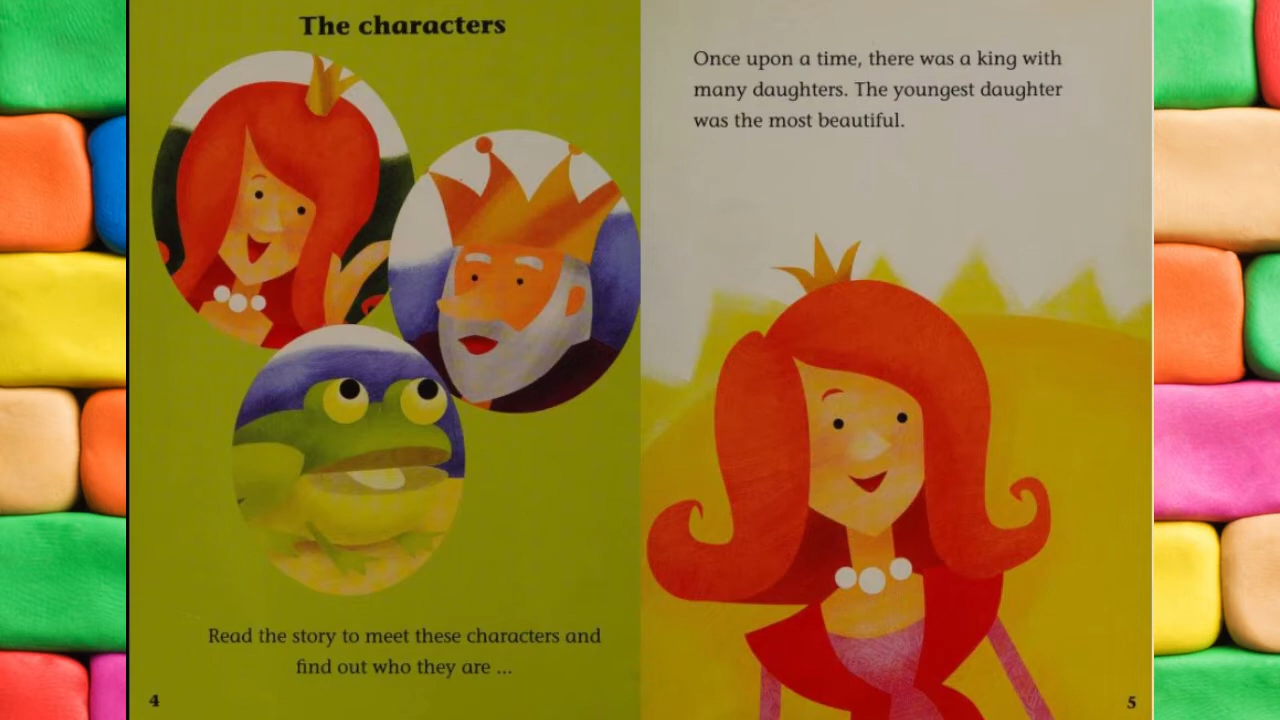 The characters
Read the story to meet these characters and
find out who they are ...
4
Once upon a time, there was a king with
many daughters. The youngest daughter
was the most beautiful.
5